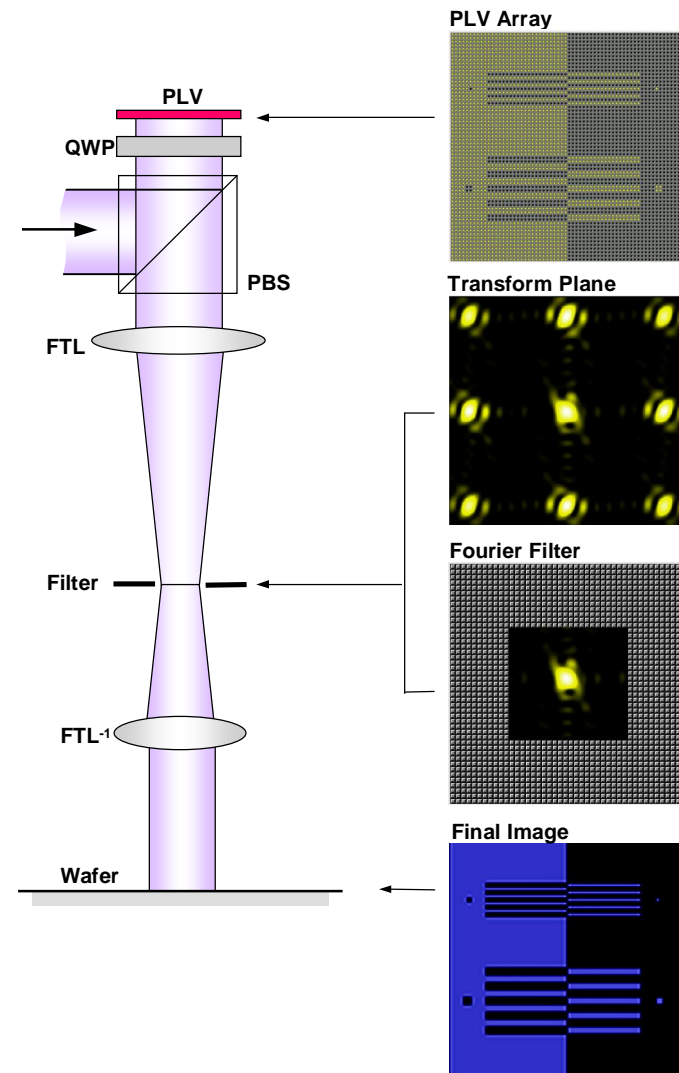 PLV Array
PLV
QWP
PBS
Transform Plane
FTL
Fourier Filter
Filter
FTL-1
Final Image
Wafer